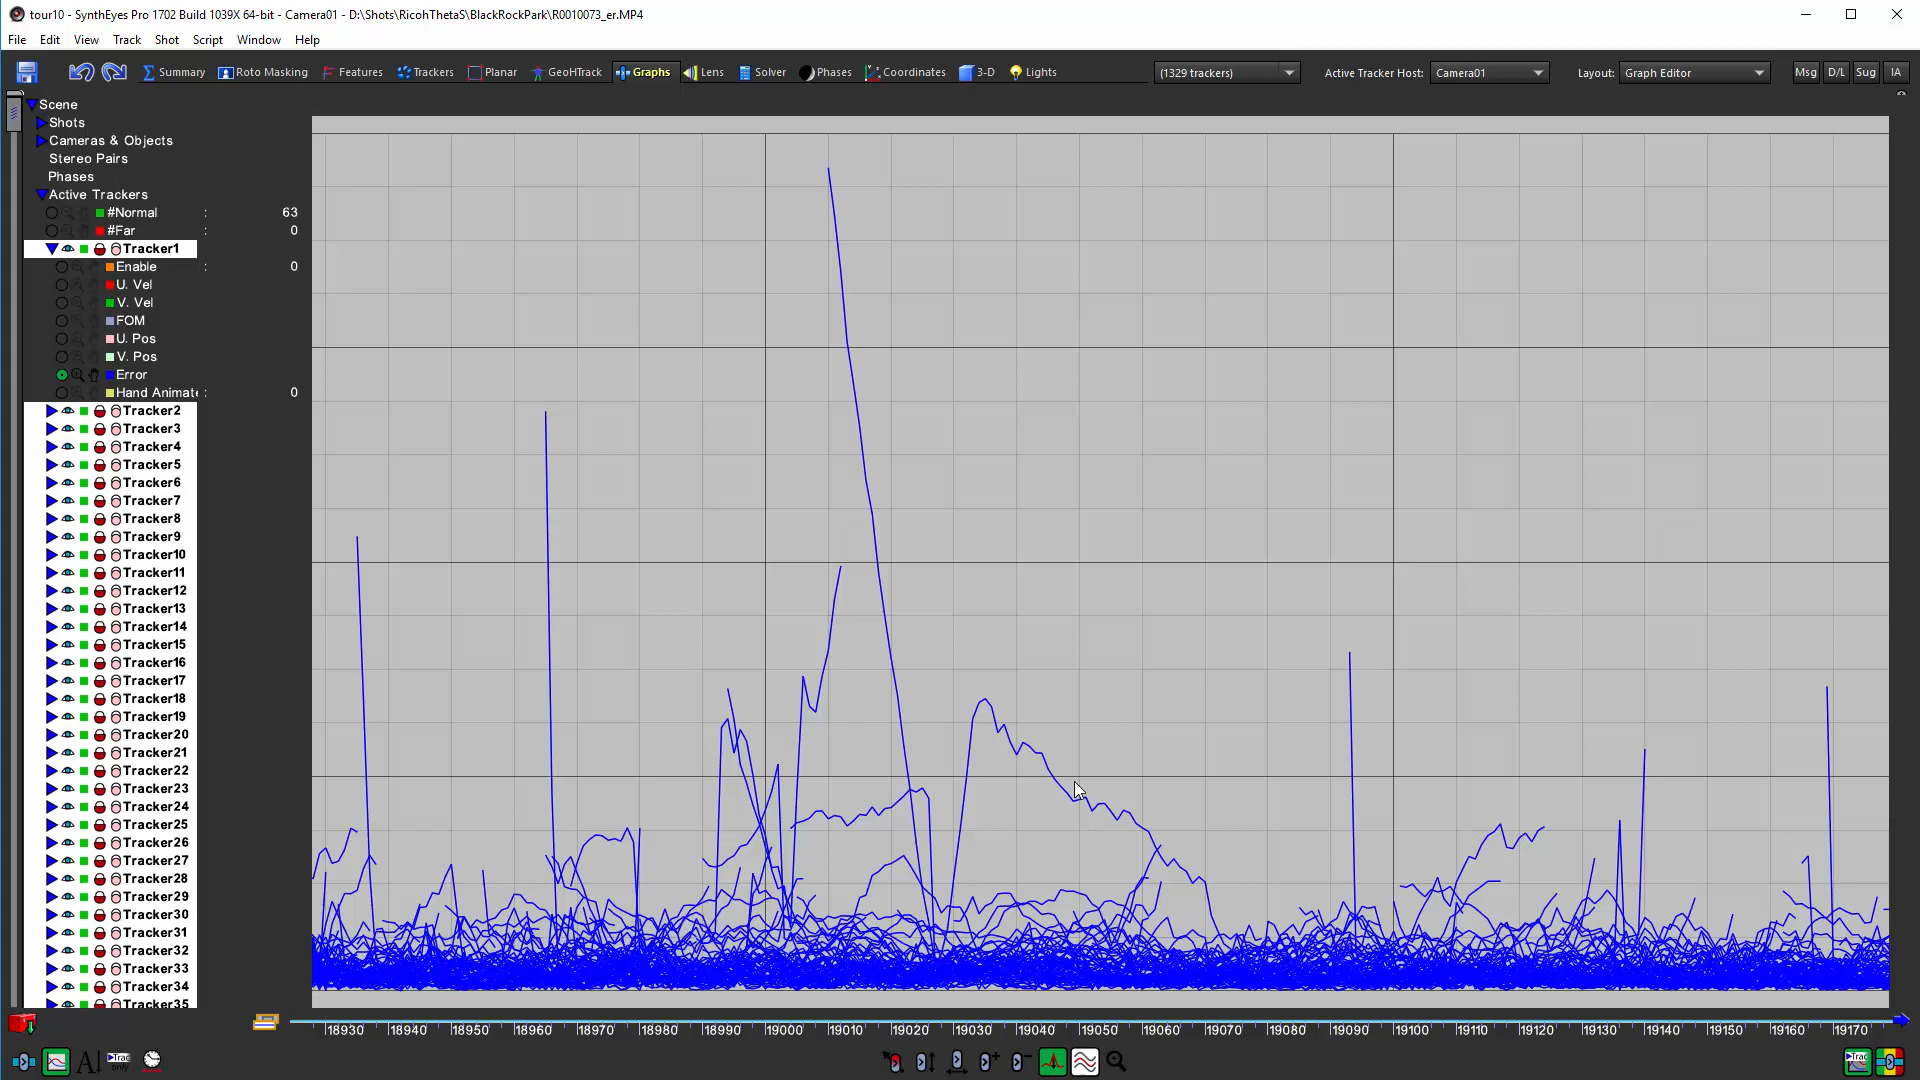 tour10 - SynthEyes Pro 1702 Build 1039X 64-bit - Camera01 - D:\Shots\RicohThetaS\BlackRockPark\R0010073_er.MP4
File Edit View Track Shot Script Window Help
Summary Roto Masking Features Trackers Planar GeoHTrack Graphs Lens Solver Phases Coordinates 3-D Lights (1329 trackers) Active Tracker Host: Camera01 Layout: Graph Editor Msg D/L Sug IA
Scene
Shots
Cameras & Objects
Stereo Pairs
Phases
Active Trackers
#Normal : 63
#Far : 0
Tracker1
Enable : 0
U. Vel
V. Vel
FOM
U. Pos
V. Pos
Error
Hand Animate : 0
Tracker2
Tracker3
Tracker4
Tracker5
Tracker6
Tracker7
Tracker8
Tracker9
Tracker10
Tracker11
Tracker12
Tracker13
Tracker14
Tracker15
Tracker16
Tracker17
Tracker18
Tracker19
Tracker20
Tracker21
Tracker22
Tracker23
Tracker24
Tracker25
Tracker26
Tracker27
Tracker28
Tracker29
Tracker30
Tracker31
Tracker32
Tracker33
Tracker34
Tracker35
18930 18940 18950 18960 18970 18980 18990 19000 19010 19020 19030 19040 19050 19060 19070 19080 19090 19100 19110 19120 19130 19140 19150 19160 19170
A Trac only Trac